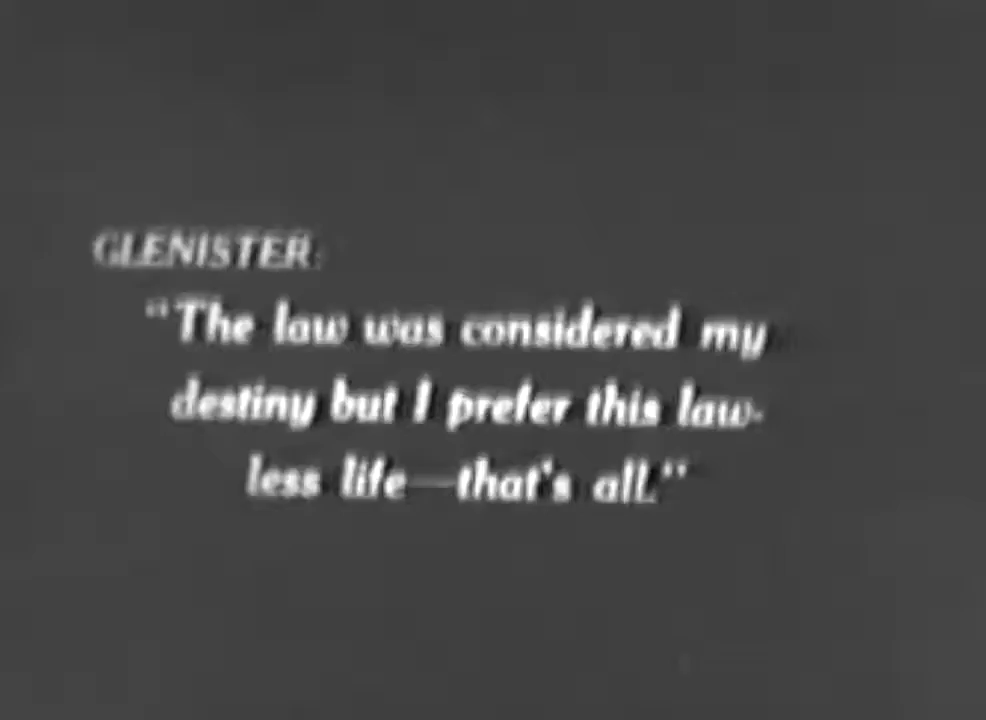 GLENISTER:
"The law was considered my
destiny but I prefer this law-
less life—that's all."